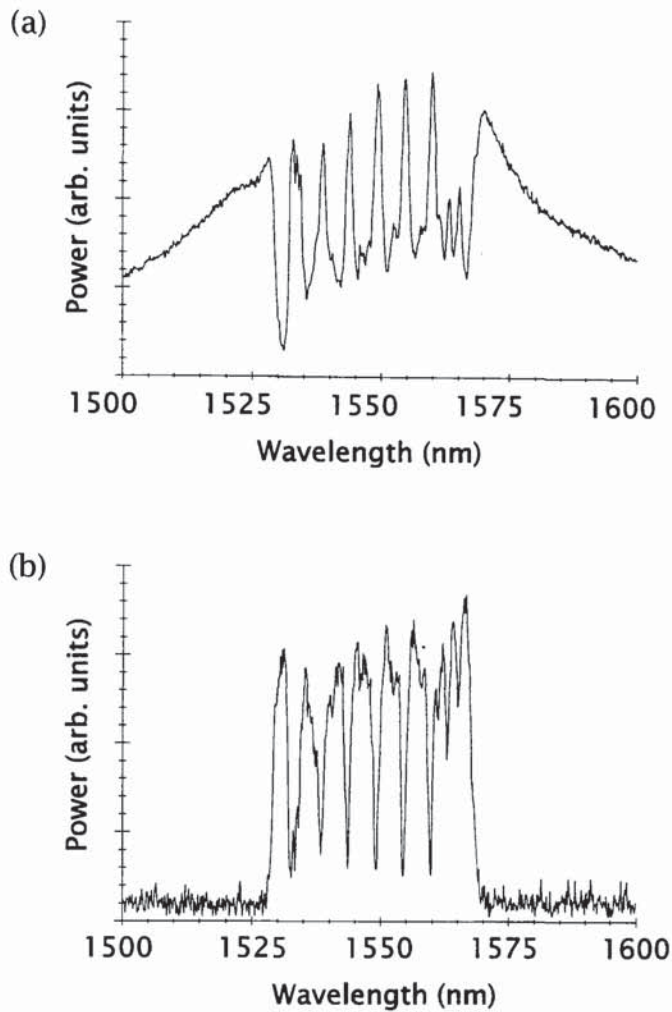 (a)
Power (arb. units)
1500 1525 1550 1575 1600
Wavelength (nm)
(b)
Power (arb. units)
1500 1525 1550 1575 1600
Wavelength (nm)